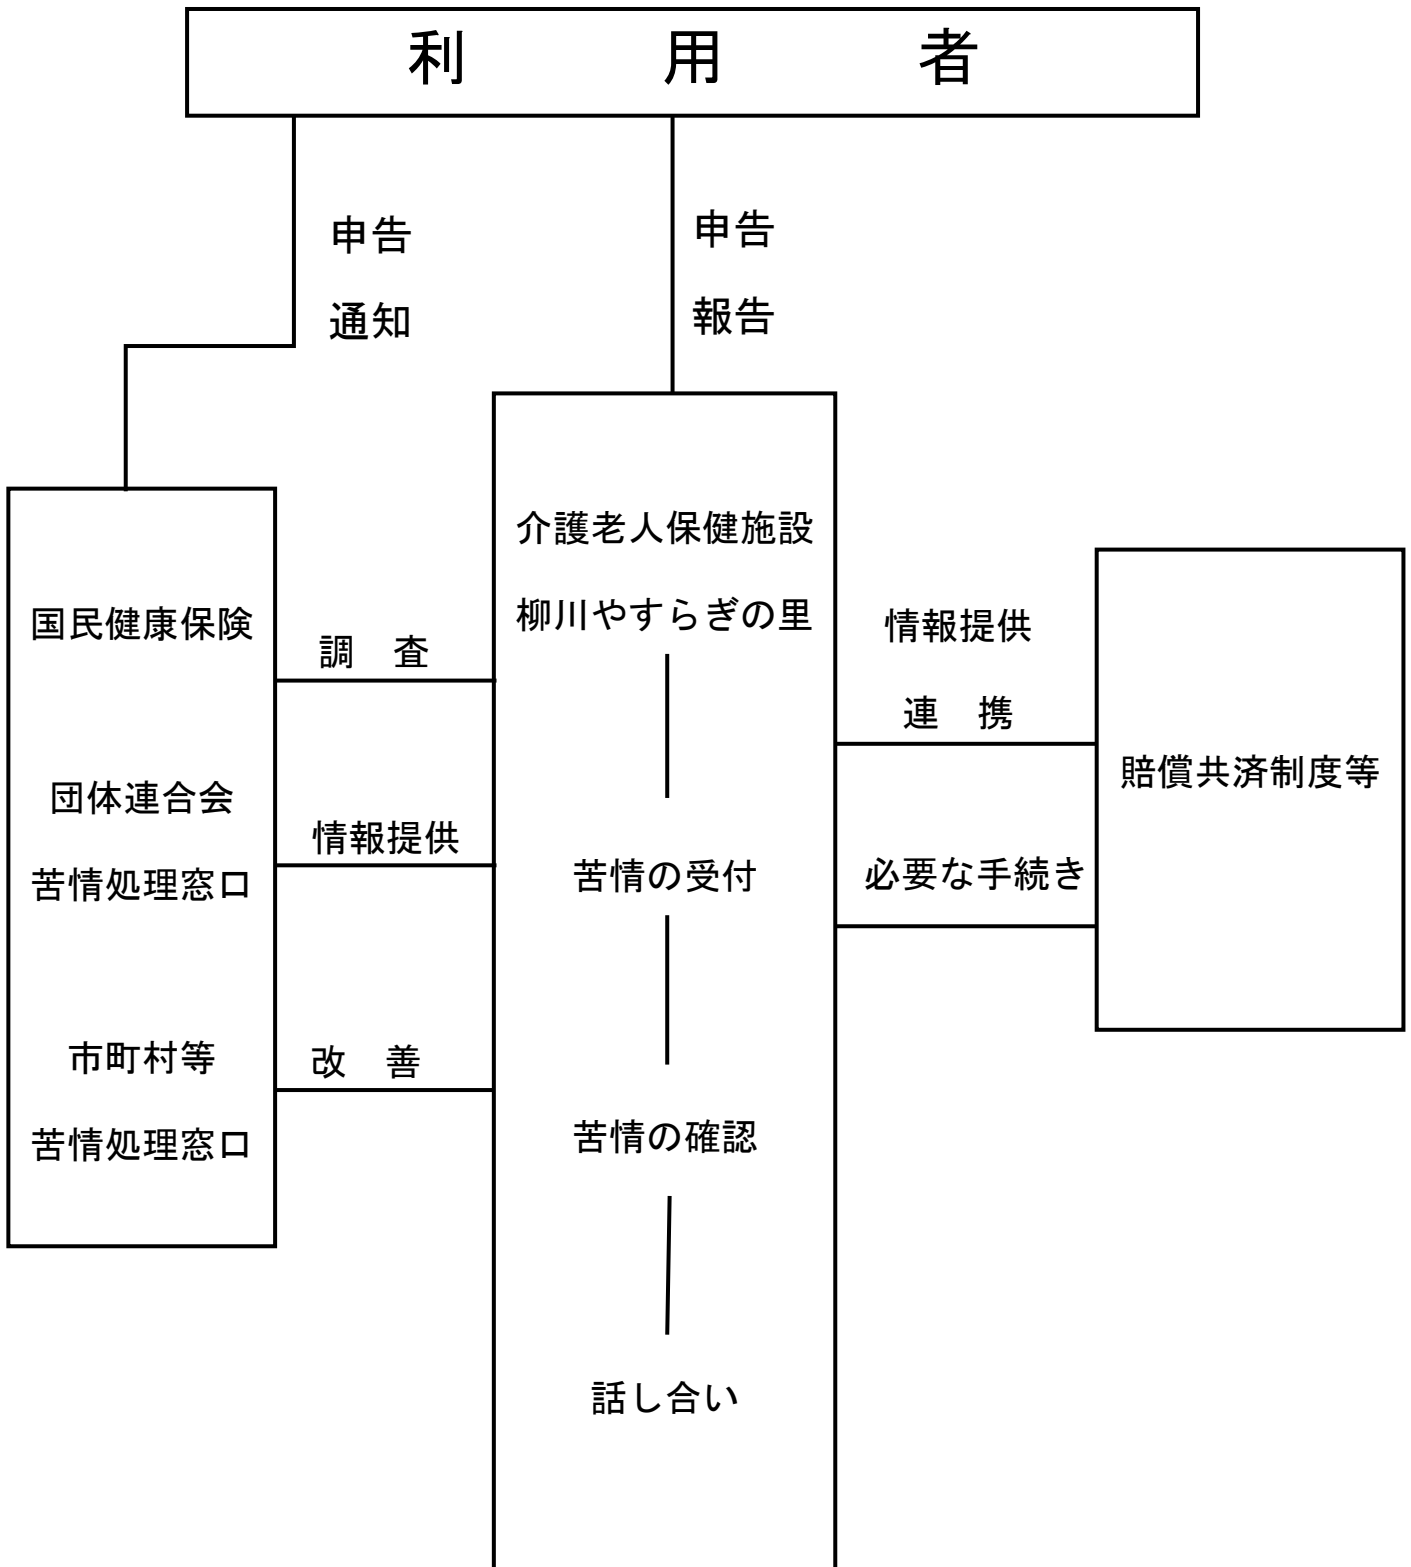 利　用　者
申告
通知
申告
報告
国民健康保険
団体連合会
苦情処理窓口
市町村等
苦情処理窓口
調　査
情報提供
改　善
介護老人保健施設
柳川やすらぎの里
苦情の受付
苦情の確認
話し合い
情報提供
連　携
必要な手続き
賠償共済制度等